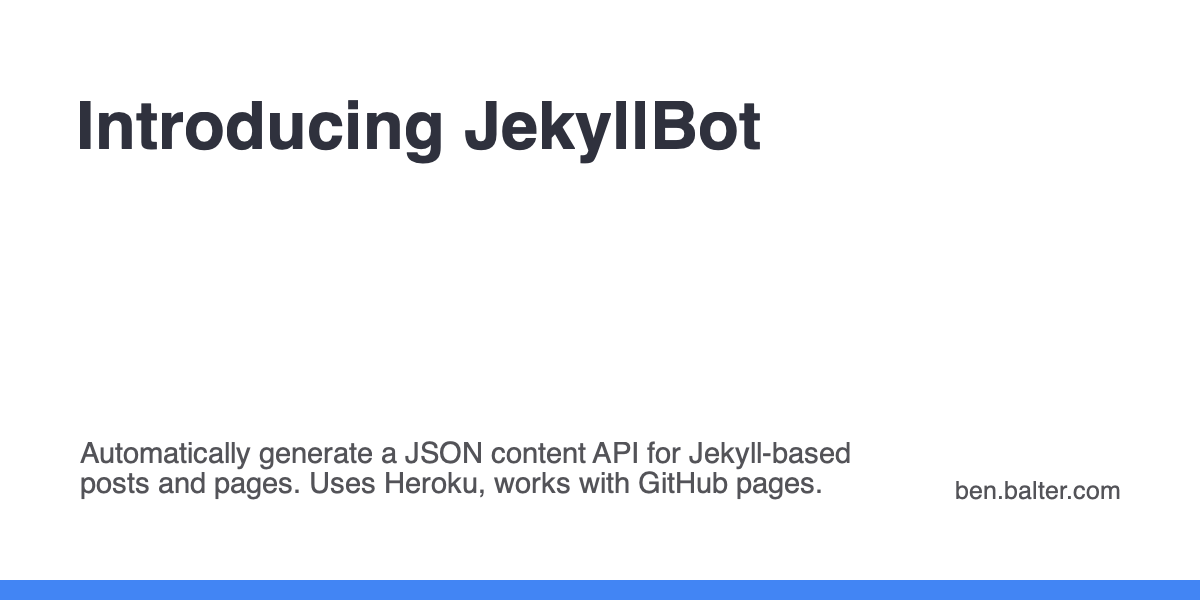 Introducing JekyllBot
Automatically generate a JSON content API for Jekyll-based
posts and pages. Uses Heroku, works with GitHub pages.
ben.balter.com